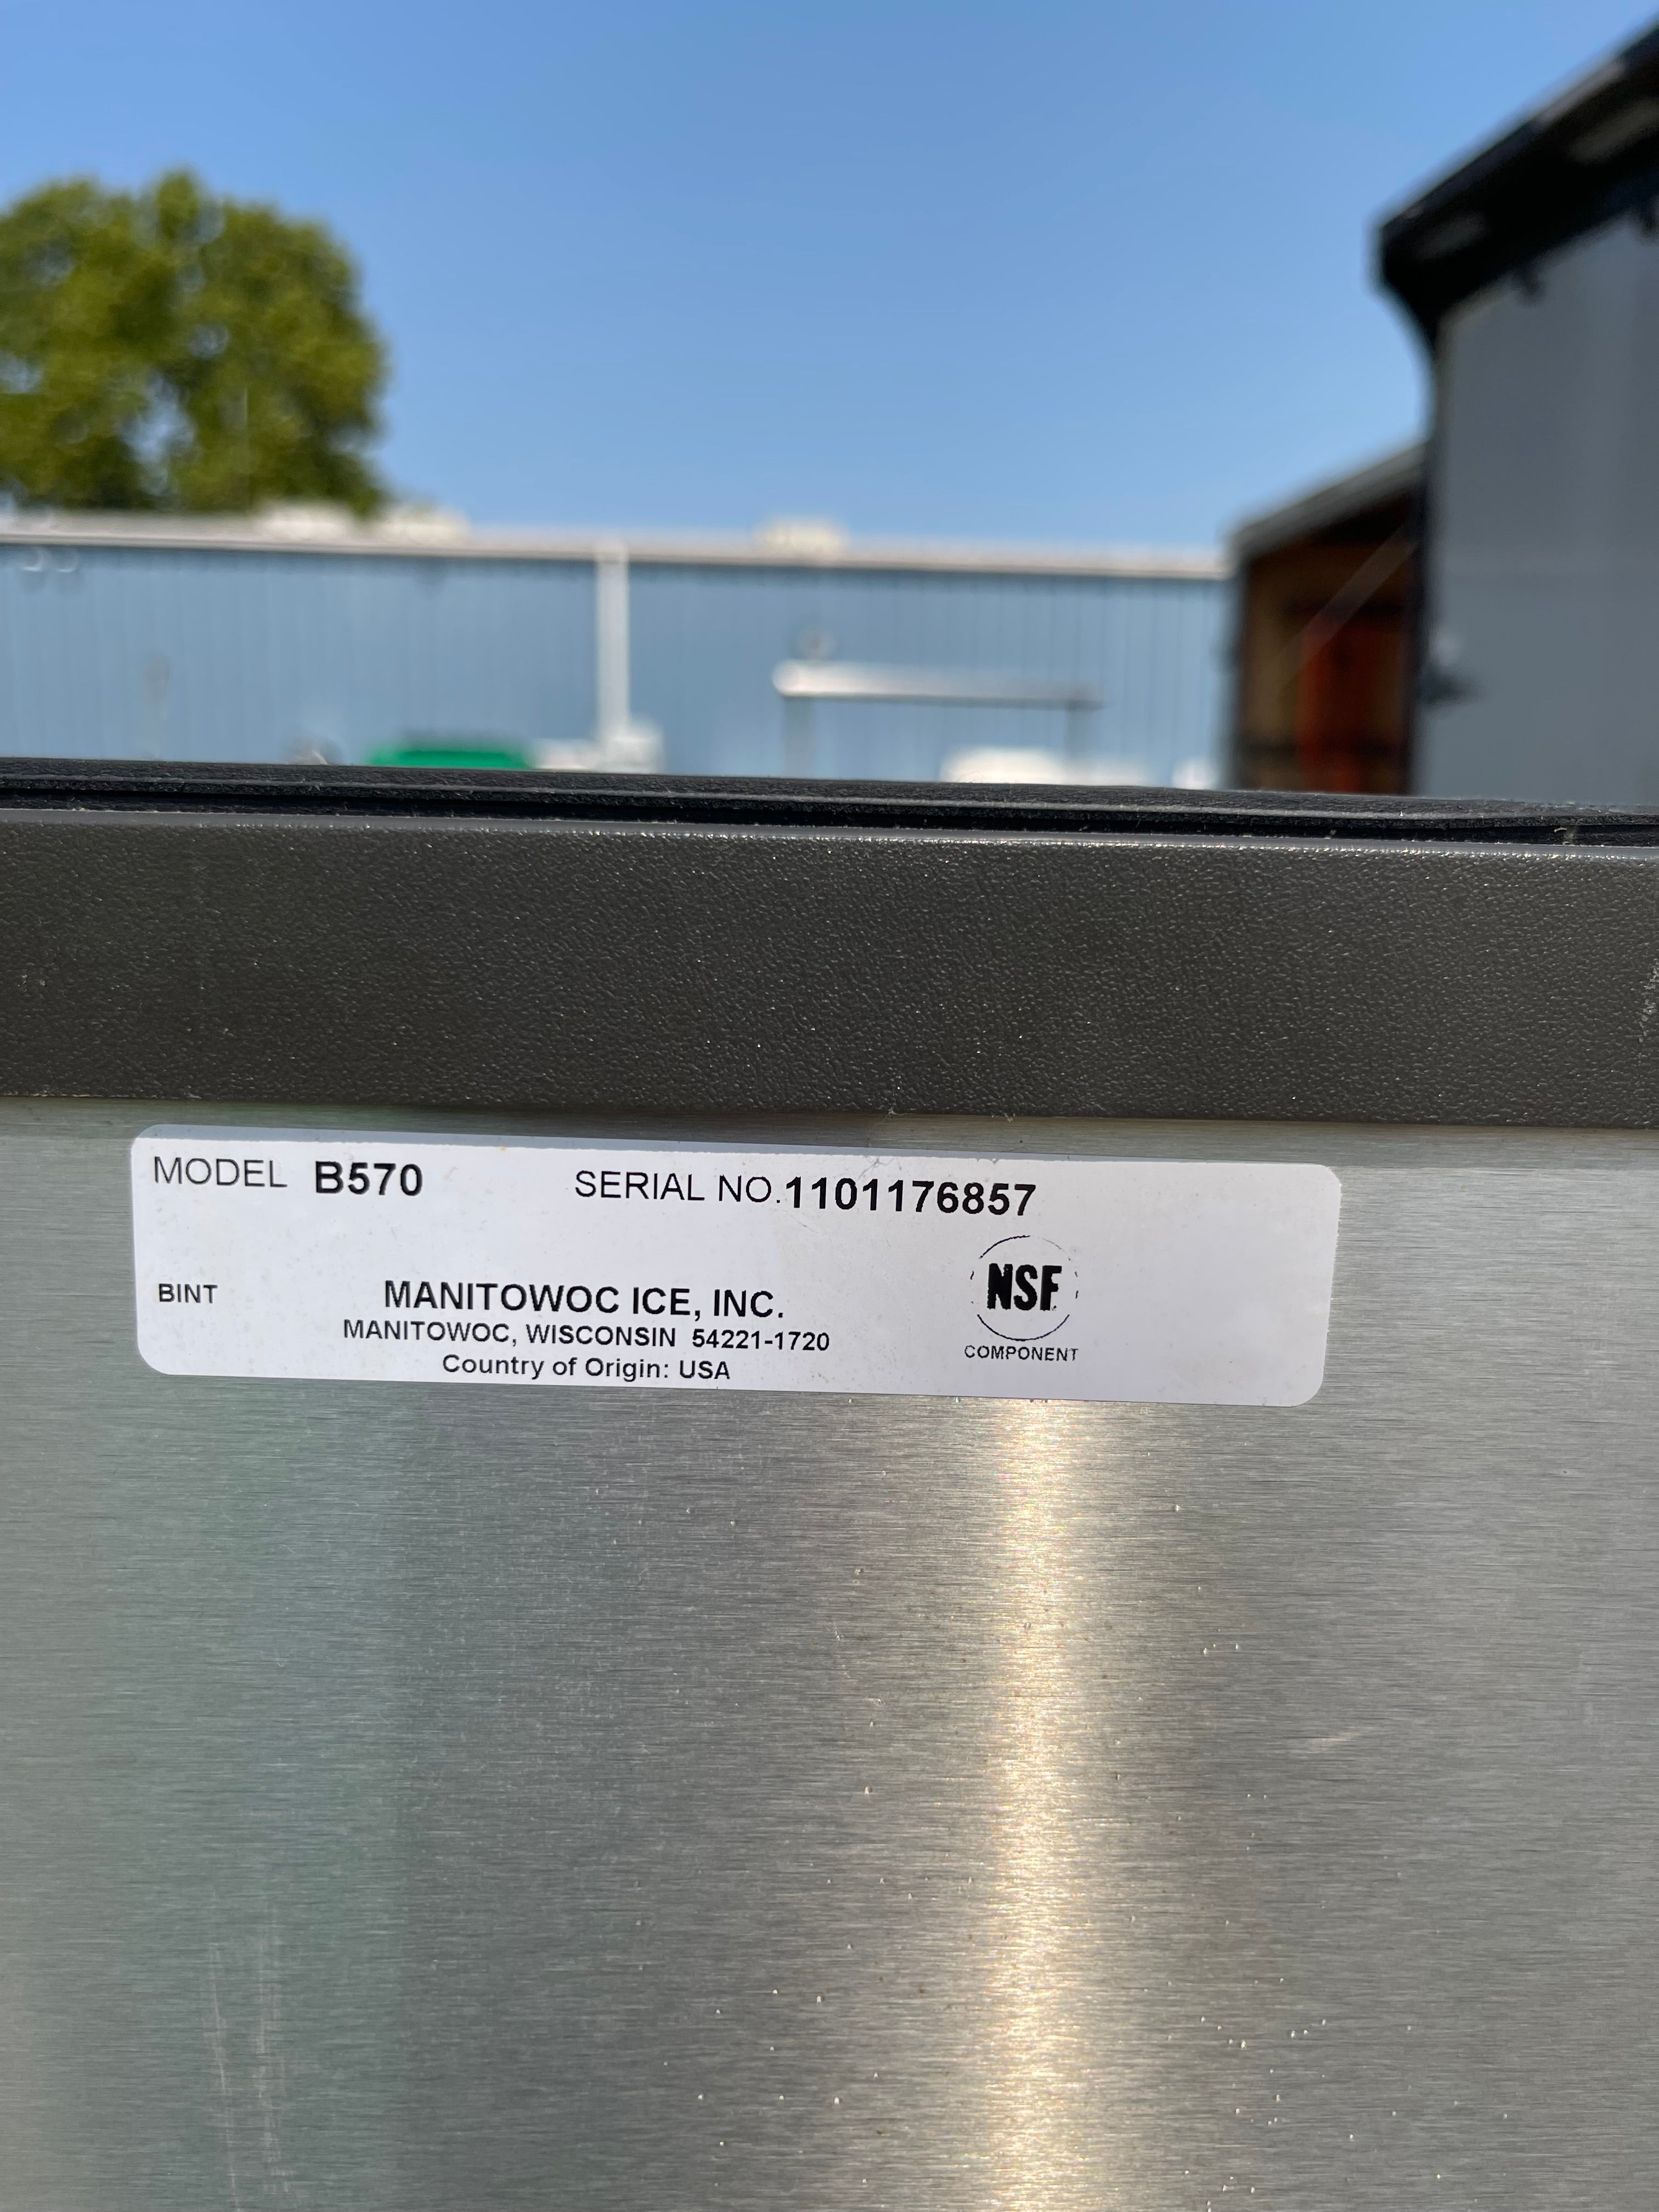 MODEL B570 SERIAL NO.1101176857
NSF
BINT MANITOWOC ICE, INC.
MANITOWOC, WISCONSIN 54221-1720
COMPONENT
Country of Origin: USA